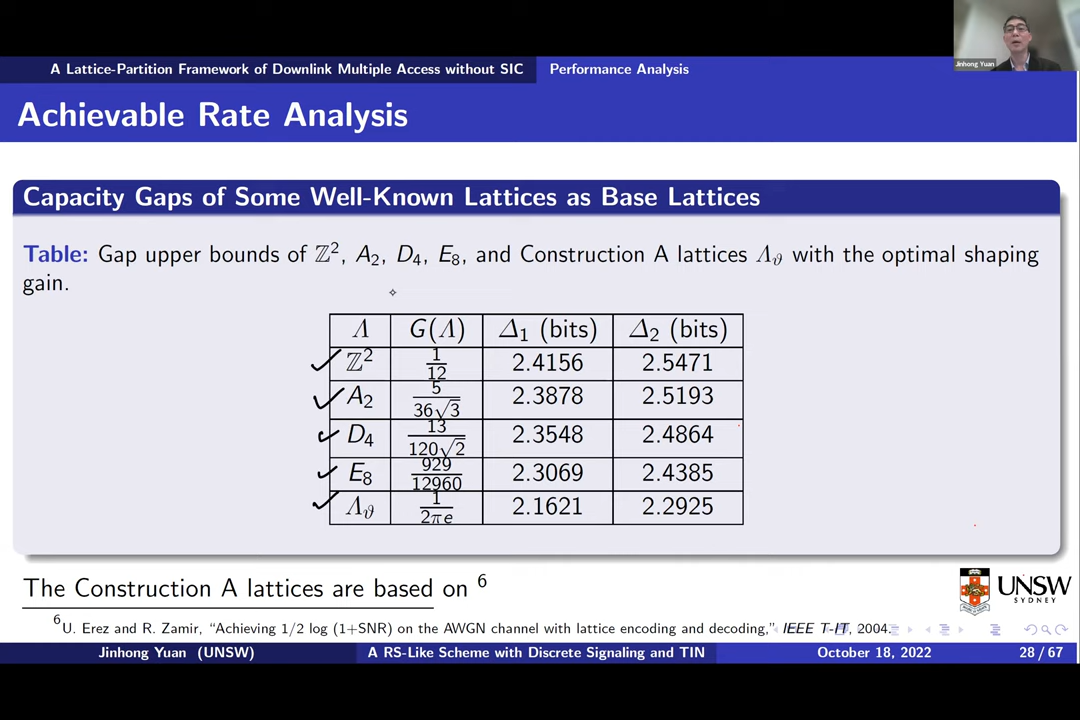 Jinhong Yuan
A Lattice-Partition Framework of Downlink Multiple Access without SIC Performance Analysis
Achievable Rate Analysis
Capacity Gaps of Some Well-Known Lattices as Base Lattices
Table: Gap upper bounds of ℤ², A₂, D₄, E₈, and Construction A lattices Λ_ϑ with the optimal shaping
gain.
Λ G(Λ) Δ₁ (bits) Δ₂ (bits)
ℤ² 1/12 2.4156 2.5471
A₂ 5/36√3 2.3878 2.5193
D₄ 13/120√2 2.3548 2.4864
E₈ 929/12960 2.3069 2.4385
Λ_ϑ 1/2πe 2.1621 2.2925
The Construction A lattices are based on ⁶
UNSW
SYDNEY
⁶U. Erez and R. Zamir, "Achieving 1/2 log (1+SNR) on the AWGN channel with lattice encoding and decoding," IEEE T-IT, 2004.
Jinhong Yuan (UNSW) A RS-Like Scheme with Discrete Signaling and TIN October 18, 2022 28 / 67